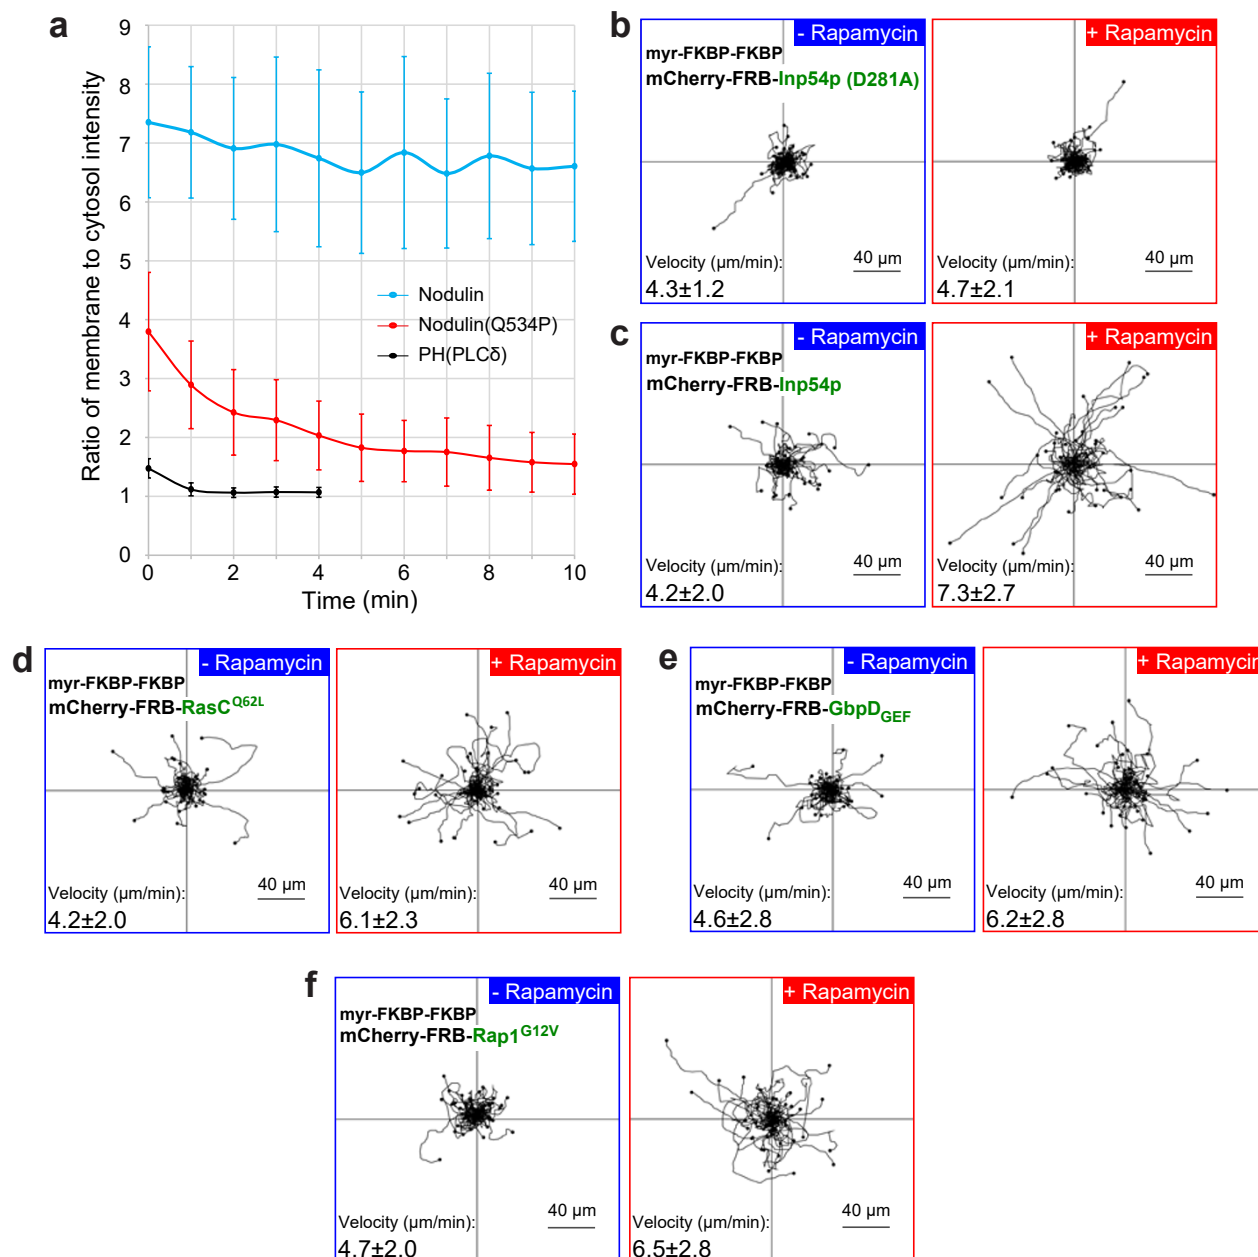 a
9
8
7
6
5
4
3
2
1
0
Ratio of membrane to cytosol intensity
Nodulin
Nodulin(Q534P)
PH(PLCδ)
0 2 4 6 8 10
Time (min)
b
- Rapamycin
myr-FKBP-FKBP
mCherry-FRB-Inp54p (D281A)
Velocity (µm/min):
4.3±1.2
40 µm
+ Rapamycin
Velocity (µm/min):
4.7±2.1
40 µm
c
- Rapamycin
myr-FKBP-FKBP
mCherry-FRB-Inp54p
Velocity (µm/min):
4.2±2.0
40 µm
+ Rapamycin
Velocity (µm/min):
7.3±2.7
40 µm
d
- Rapamycin
myr-FKBP-FKBP
mCherry-FRB-RasC^Q62L
Velocity (µm/min):
4.2±2.0
40 µm
+ Rapamycin
Velocity (µm/min):
6.1±2.3
40 µm
e
- Rapamycin
myr-FKBP-FKBP
mCherry-FRB-GbpD_GEF
Velocity (µm/min):
4.6±2.8
40 µm
+ Rapamycin
Velocity (µm/min):
6.2±2.8
40 µm
f
- Rapamycin
myr-FKBP-FKBP
mCherry-FRB-Rap1^G12V
Velocity (µm/min):
4.7±2.0
40 µm
+ Rapamycin
Velocity (µm/min):
6.5±2.8
40 µm